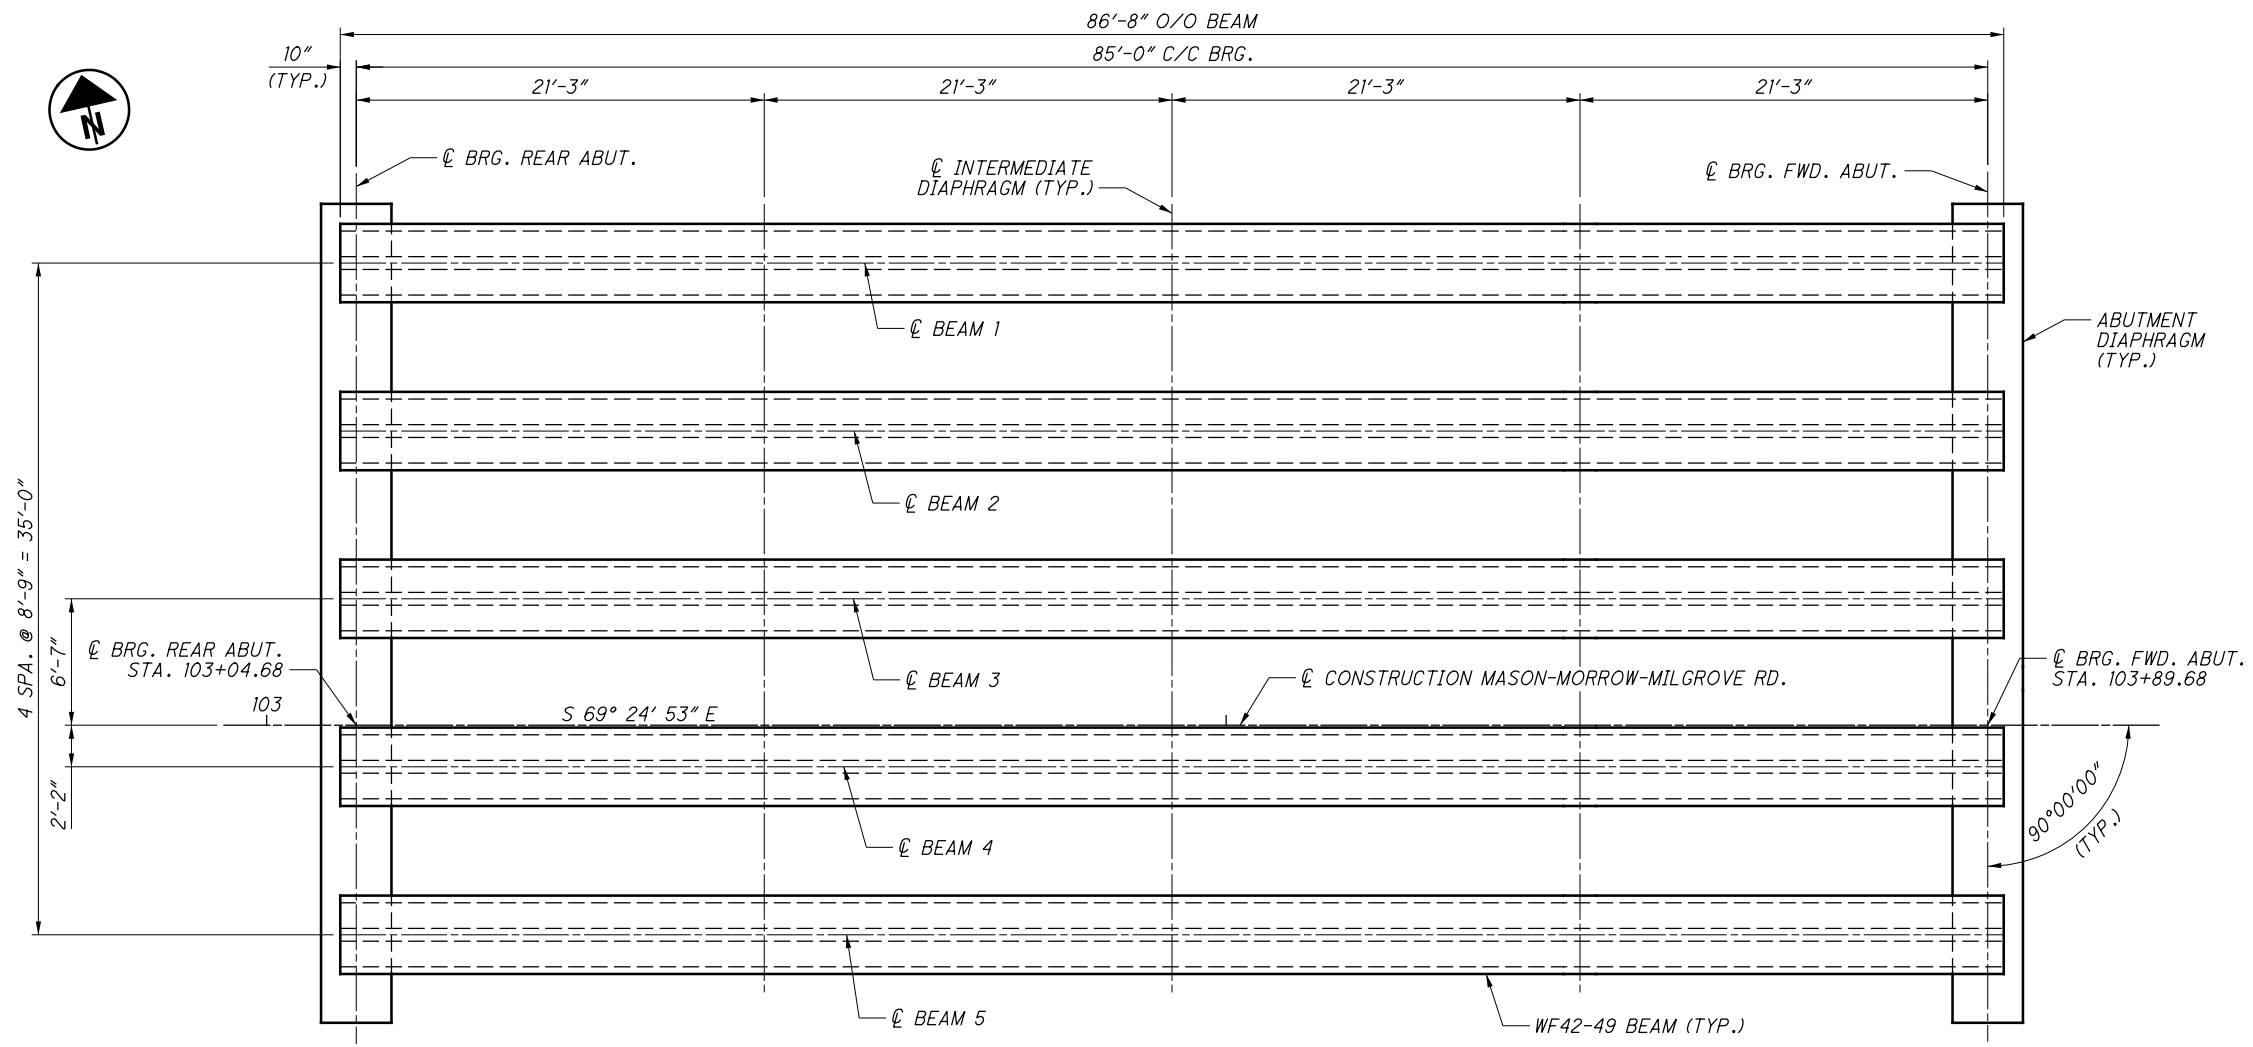 86'-8" O/O BEAM
10"
(TYP.)
85'-0" C/C BRG.
21'-3"
21'-3"
21'-3"
21'-3"
N
℄ BRG. REAR ABUT.
℄ INTERMEDIATE
DIAPHRAGM (TYP.)
℄ BRG. FWD. ABUT.
℄ BEAM 1
ABUTMENT
DIAPHRAGM
(TYP.)
℄ BEAM 2
4 SPA. @ 8'-9" = 35'-0"
6'-7"
℄ BRG. REAR ABUT.
STA. 103+04.68
℄ BEAM 3
℄ CONSTRUCTION MASON-MORROW-MILGROVE RD.
℄ BRG. FWD. ABUT.
STA. 103+89.68
103
S 69° 24' 53" E
2'-2"
90°00'00"
(TYP.)
℄ BEAM 4
℄ BEAM 5
WF42-49 BEAM (TYP.)